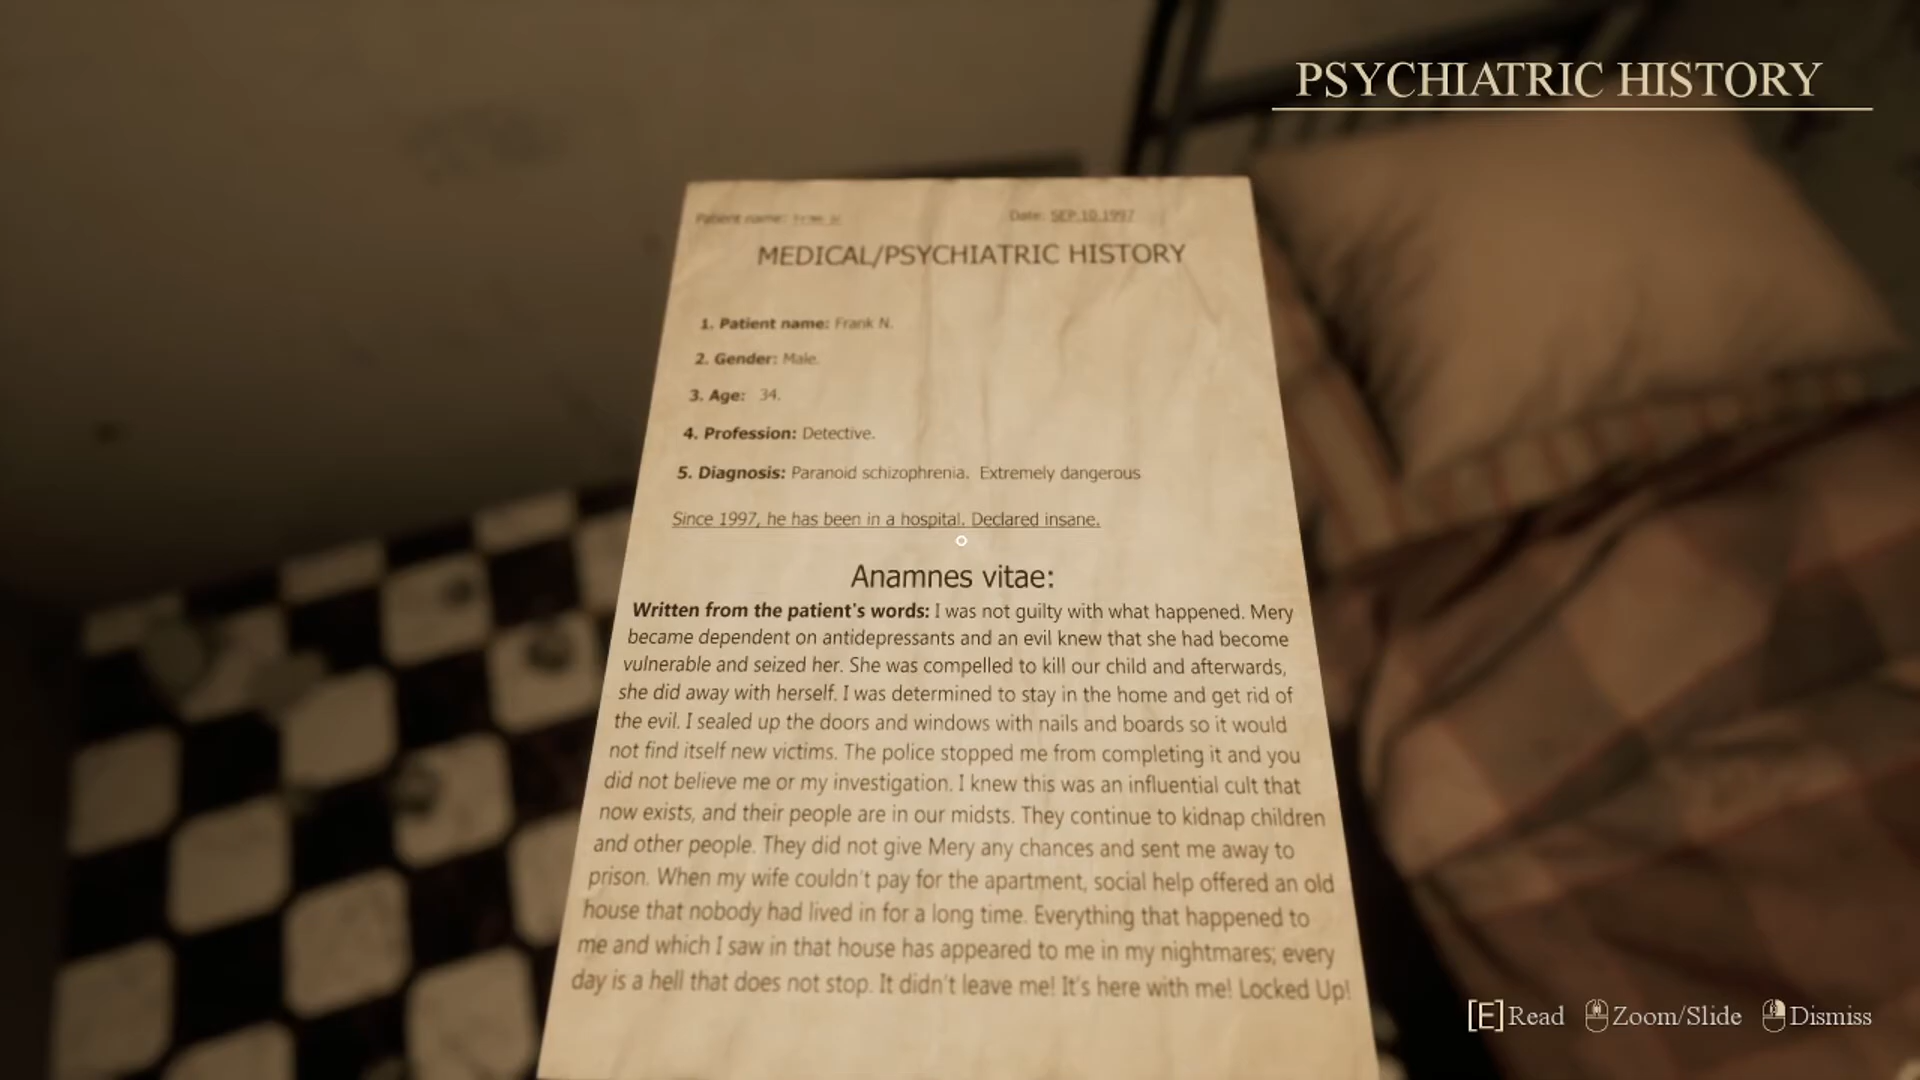 PSYCHIATRIC HISTORY
Patient name: Frank N. Date: SEP.10.1997
MEDICAL/PSYCHIATRIC HISTORY
1. Patient name: Frank N.
2. Gender: Male.
3. Age: 34.
4. Profession: Detective.
5. Diagnosis: Paranoid schizophrenia. Extremely dangerous
Since 1997, he has been in a hospital. Declared insane.
Anamnes vitae:
Written from the patient's words: I was not guilty with what happened. Mery
became dependent on antidepressants and an evil knew that she had become
vulnerable and seized her. She was compelled to kill our child and afterwards,
she did away with herself. I was determined to stay in the home and get rid of
the evil. I sealed up the doors and windows with nails and boards so it would
not find itself new victims. The police stopped me from completing it and you
did not believe me or my investigation. I knew this was an influential cult that
now exists, and their people are in our midsts. They continue to kidnap children
and other people. They did not give Mery any chances and sent me away to
prison. When my wife couldn't pay for the apartment, social help offered an old
house that nobody had lived in for a long time. Everything that happened to
me and which I saw in that house has appeared to me in my nightmares; every
day is a hell that does not stop. It didn't leave me! It's here with me! Locked Up!
[E] Read Zoom/Slide Dismiss